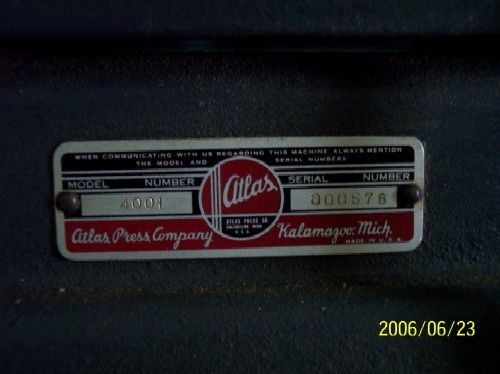 WHEN COMMUNICATING WITH US REGARDING THIS MACHINE ALWAYS MENTION
THE MODEL AND SERIAL NUMBERS
MODEL NUMBER
4001
Atlas
ATLAS PRESS CO
KALAMAZOO MICH
U S A
SERIAL NUMBER
000576
Atlas Press Company
Kalamazoo, Mich.
MADE IN U. S. A.
2006/06/23